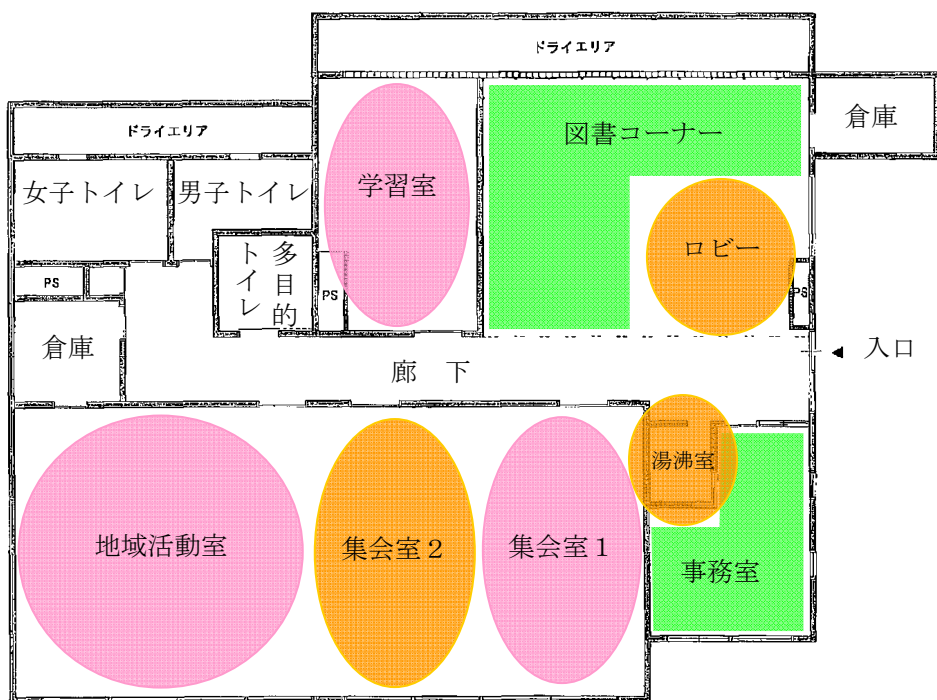 ドライエリア
倉庫
図書コーナー
ドライエリア
女子トイレ
男子トイレ
学習室
多目的
トイレ
ロビー
PS
PS
PS
倉庫
廊 下
入口
湯沸室
地域活動室
集会室2
集会室1
事務室